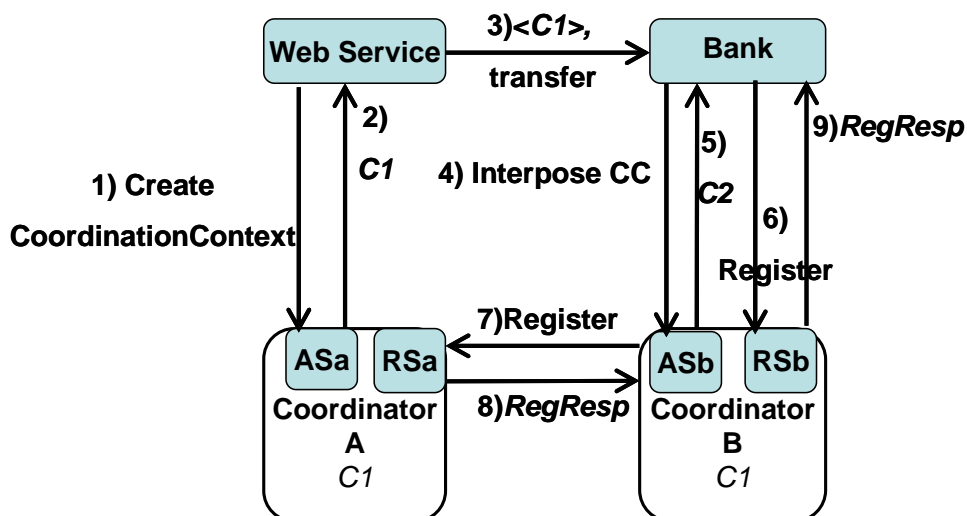 3)<C1>,
Web Service
Bank
transfer
2)
C1
4) Interpose CC
5)
C2
9)RegResp
1) Create
CoordinationContext
6)
Register
7)Register
ASa
RSa
ASb
RSb
8)RegResp
Coordinator
A
C1
Coordinator
B
C1